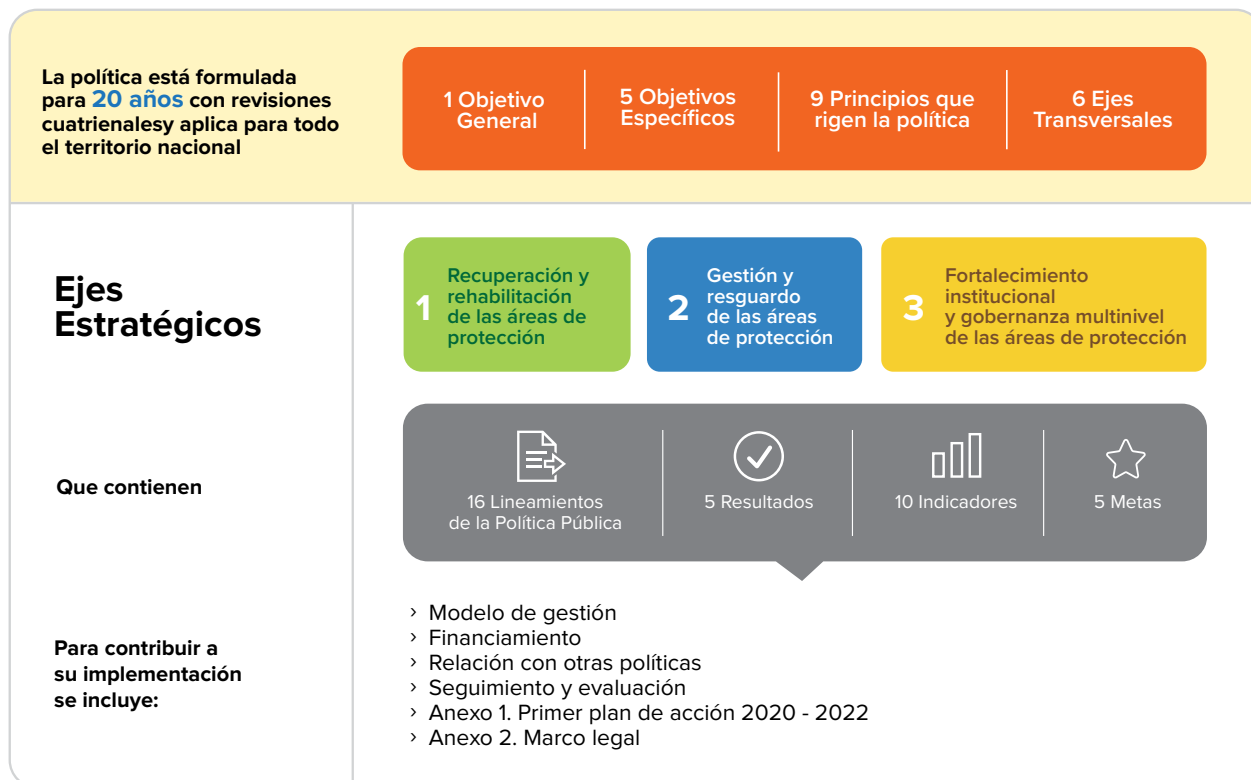 La política está formulada
para 20 años con revisiones
cuatrienalesy aplica para todo
el territorio nacional
1 Objetivo
General
5 Objetivos
Específicos
9 Principios que
rigen la política
6 Ejes
Transversales
Ejes
Estratégicos
1
Recuperación y
rehabilitación
de las áreas de
protección
2
Gestión y
resguardo
de las áreas
de protección
3
Fortalecimiento
institucional
y gobernanza multinivel
de las áreas de protección
Que contienen
16 Lineamientos
de la Política Pública
5 Resultados
10 Indicadores
5 Metas
Para contribuir a
su implementación
se incluye:
› Modelo de gestión
› Financiamiento
› Relación con otras políticas
› Seguimiento y evaluación
› Anexo 1. Primer plan de acción 2020 - 2022
› Anexo 2. Marco legal